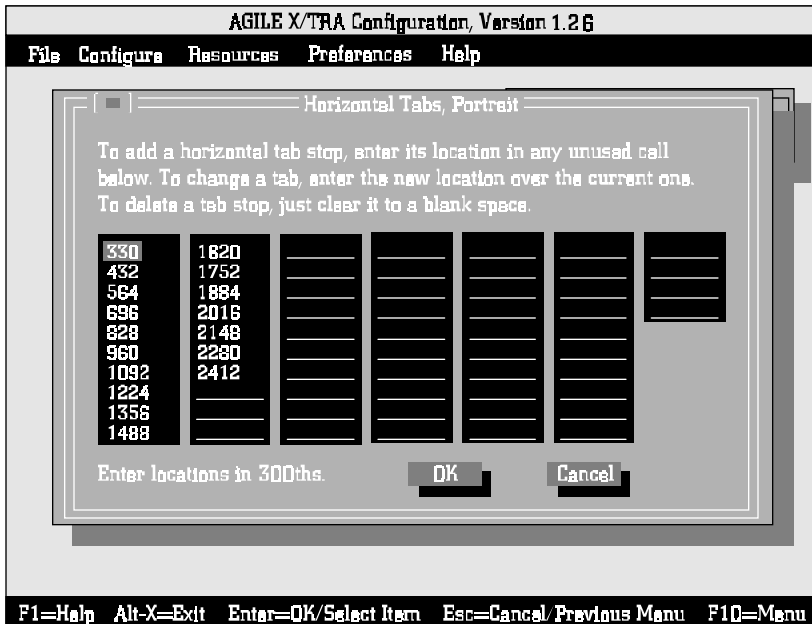 AGILE X/TRA Configuration, Version 1.26
File Configure Resources Preferences Help
Horizontal Tabs, Portrait
To add a horizontal tab stop, enter its location in any unused cell
below. To change a tab, enter the new location over the current one.
To delete a tab stop, just clear it to a blank space.
330 1620
432 1752
564 1884
696 2016
828 2148
960 2280
1092 2412
1224
1356
1488
Enter locations in 300ths. OK Cancel
F1=Help Alt-X=Exit Enter=OK/Select Item Esc=Cancel/Previous Menu F10=Menu